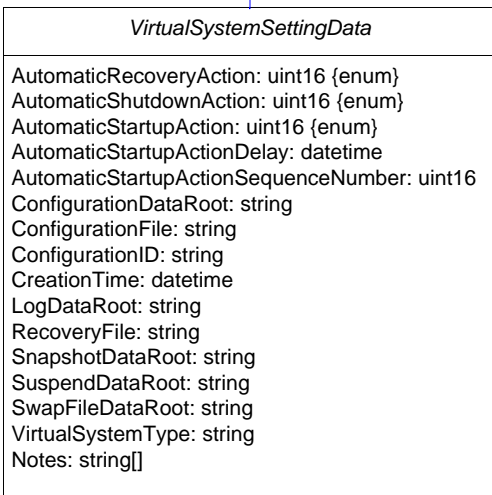 VirtualSystemSettingData
AutomaticRecoveryAction: uint16 {enum}
AutomaticShutdownAction: uint16 {enum}
AutomaticStartupAction: uint16 {enum}
AutomaticStartupActionDelay: datetime
AutomaticStartupActionSequenceNumber: uint16
ConfigurationDataRoot: string
ConfigurationFile: string
ConfigurationID: string
CreationTime: datetime
LogDataRoot: string
RecoveryFile: string
SnapshotDataRoot: string
SuspendDataRoot: string
SwapFileDataRoot: string
VirtualSystemType: string
Notes: string[]